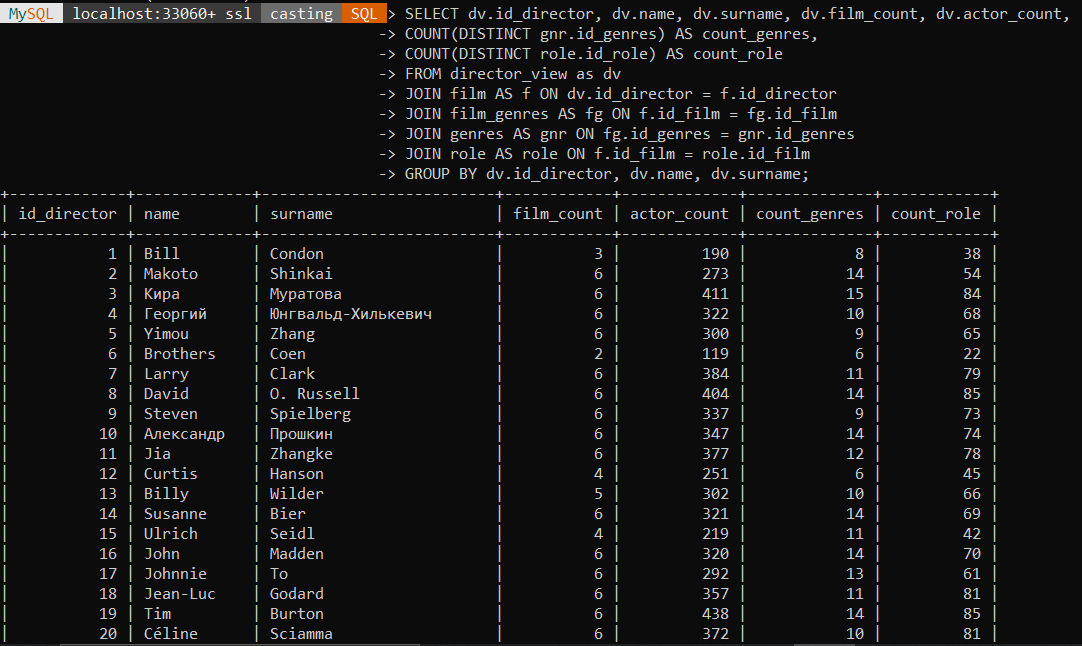 MySQL localhost:33060+ ssl casting SQL > SELECT dv.id_director, dv.name, dv.surname, dv.film_count, dv.actor_count,
-> COUNT(DISTINCT gnr.id_genres) AS count_genres,
-> COUNT(DISTINCT role.id_role) AS count_role
-> FROM director_view as dv
-> JOIN film AS f ON dv.id_director = f.id_director
-> JOIN film_genres AS fg ON f.id_film = fg.id_film
-> JOIN genres AS gnr ON fg.id_genres = gnr.id_genres
-> JOIN role AS role ON f.id_film = role.id_film
-> GROUP BY dv.id_director, dv.name, dv.surname;
+-------------+-------------+---------------------------+------------+-------------+--------------+------------+
| id_director | name | surname | film_count | actor_count | count_genres | count_role |
+-------------+-------------+---------------------------+------------+-------------+--------------+------------+
| 1 | Bill | Condon | 3 | 190 | 8 | 38 |
| 2 | Makoto | Shinkai | 6 | 273 | 14 | 54 |
| 3 | Кира | Муратова | 6 | 411 | 15 | 84 |
| 4 | Георгий | Юнгвальд-Хилькевич | 6 | 322 | 10 | 68 |
| 5 | Yimou | Zhang | 6 | 300 | 9 | 65 |
| 6 | Brothers | Coen | 2 | 119 | 6 | 22 |
| 7 | Larry | Clark | 6 | 384 | 11 | 79 |
| 8 | David | O. Russell | 6 | 404 | 14 | 85 |
| 9 | Steven | Spielberg | 6 | 337 | 9 | 73 |
| 10 | Александр | Прошкин | 6 | 347 | 14 | 74 |
| 11 | Jia | Zhangke | 6 | 377 | 12 | 78 |
| 12 | Curtis | Hanson | 4 | 251 | 6 | 45 |
| 13 | Billy | Wilder | 5 | 302 | 10 | 66 |
| 14 | Susanne | Bier | 6 | 321 | 14 | 69 |
| 15 | Ulrich | Seidl | 4 | 219 | 11 | 42 |
| 16 | John | Madden | 6 | 320 | 14 | 70 |
| 17 | Johnnie | To | 6 | 292 | 13 | 61 |
| 18 | Jean-Luc | Godard | 6 | 357 | 11 | 81 |
| 19 | Tim | Burton | 6 | 438 | 14 | 85 |
| 20 | Céline | Sciamma | 6 | 372 | 10 | 81 |